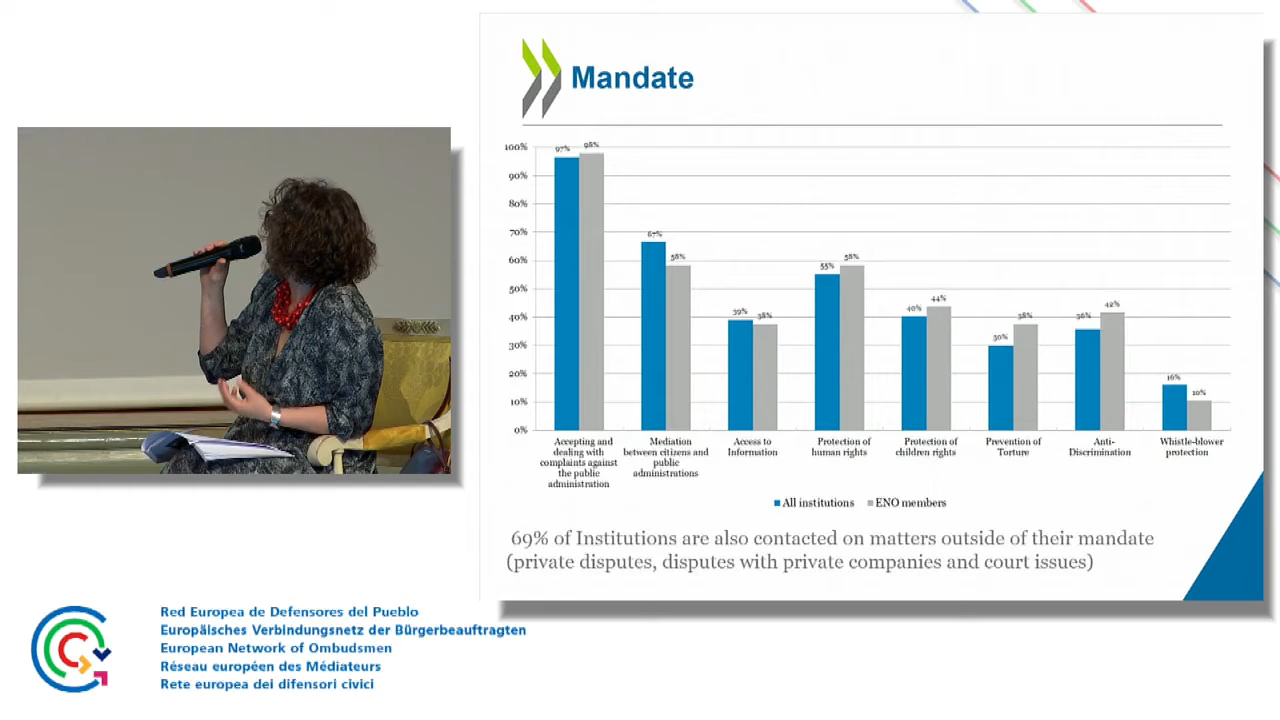 Mandate
100%
90%
80%
70%
60%
50%
40%
30%
20%
10%
0%
97%
98%
67%
58%
39%
38%
55%
58%
40%
44%
30%
38%
36%
42%
16%
10%
Accepting and
dealing with
complaints against
the public
administration
Mediation
between citizens and
public
administrations
Access to
Information
Protection of
human rights
Protection of
children rights
Prevention of
Torture
Anti-
Discrimination
Whistle-blower
protection
All institutions
ENO members
69% of Institutions are also contacted on matters outside of their mandate
(private disputes, disputes with private companies and court issues)
Red Europea de Defensores del Pueblo
Europäisches Verbindungsnetz der Bürgerbeauftragten
European Network of Ombudsmen
Réseau européen des Médiateurs
Rete europea dei difensori civici